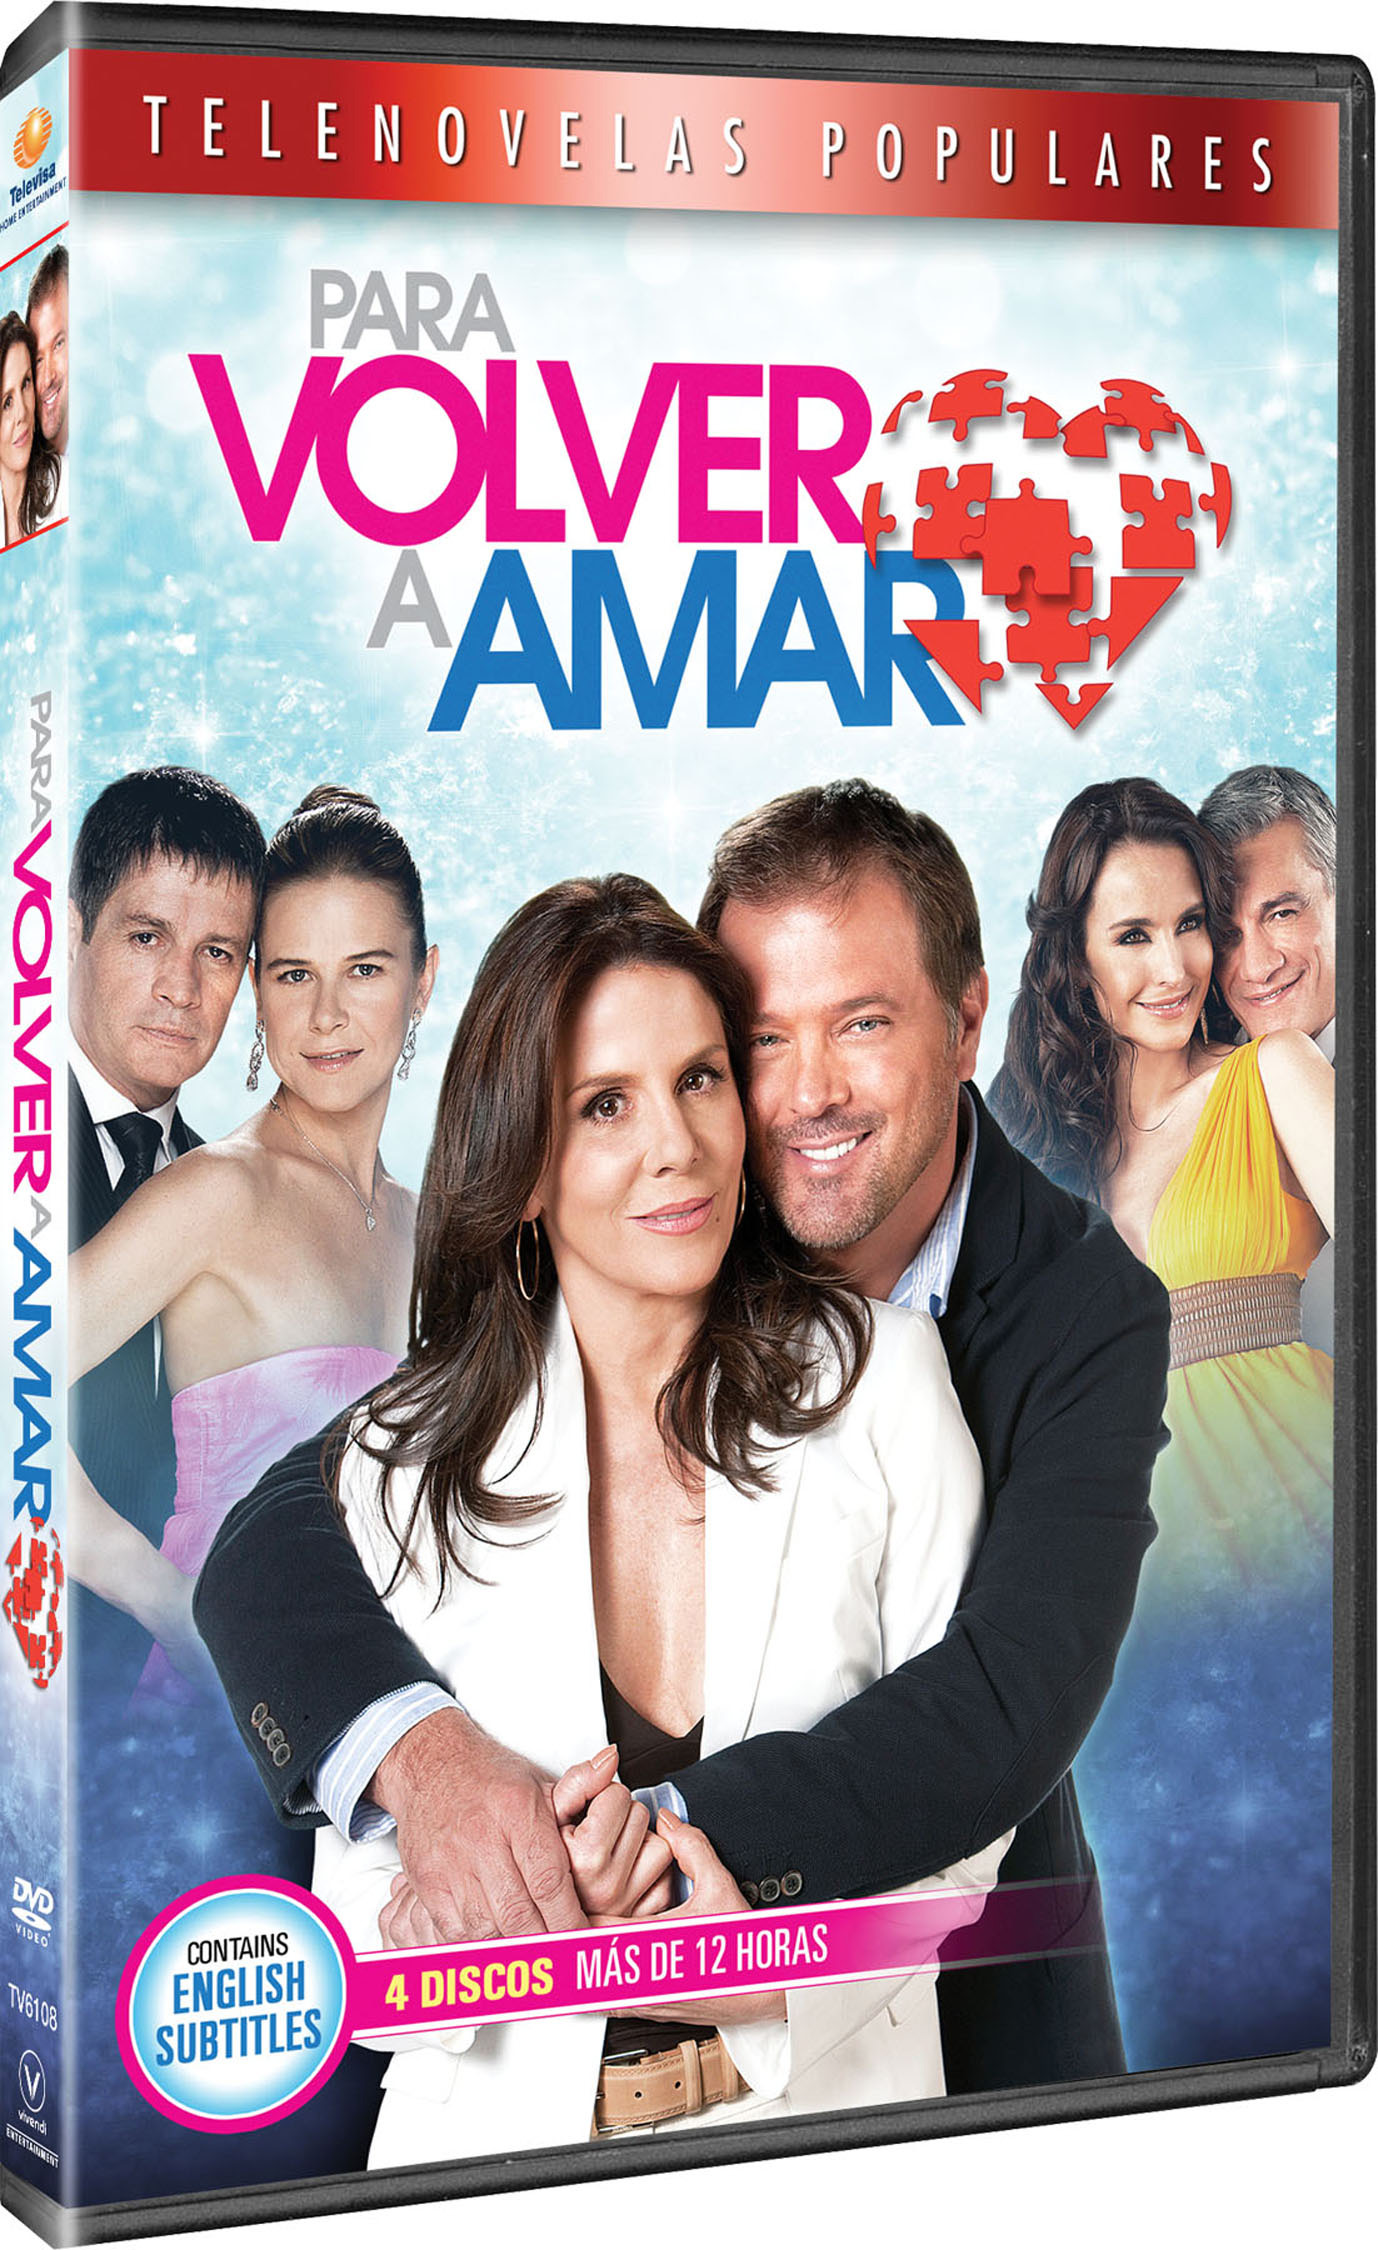 TELENOVELAS POPULARES
PARA
VOLVER
A AMAR
CONTAINS
ENGLISH
SUBTITLES
4 DISCOS MÁS DE 12 HORAS
Televisa
HOME ENTERTAINMENT
PARA VOLVER A AMAR
DVD
VIDEO
TV6108
V
vivendi
ENTERTAINMENT